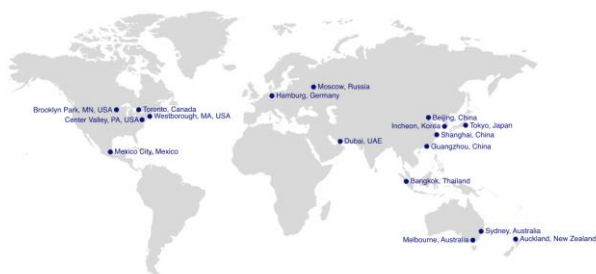 Moscow, Russia
Hamburg, Germany
Brooklyn Park, MN, USA
Toronto, Canada
Westborough, MA, USA
Center Valley, PA, USA
Beijing, China
Incheon, Korea
Tokyo, Japan
Shanghai, China
Dubai, UAE
Guangzhou, China
Mexico City, Mexico
Bangkok, Thailand
Sydney, Australia
Melbourne, Australia
Auckland, New Zealand